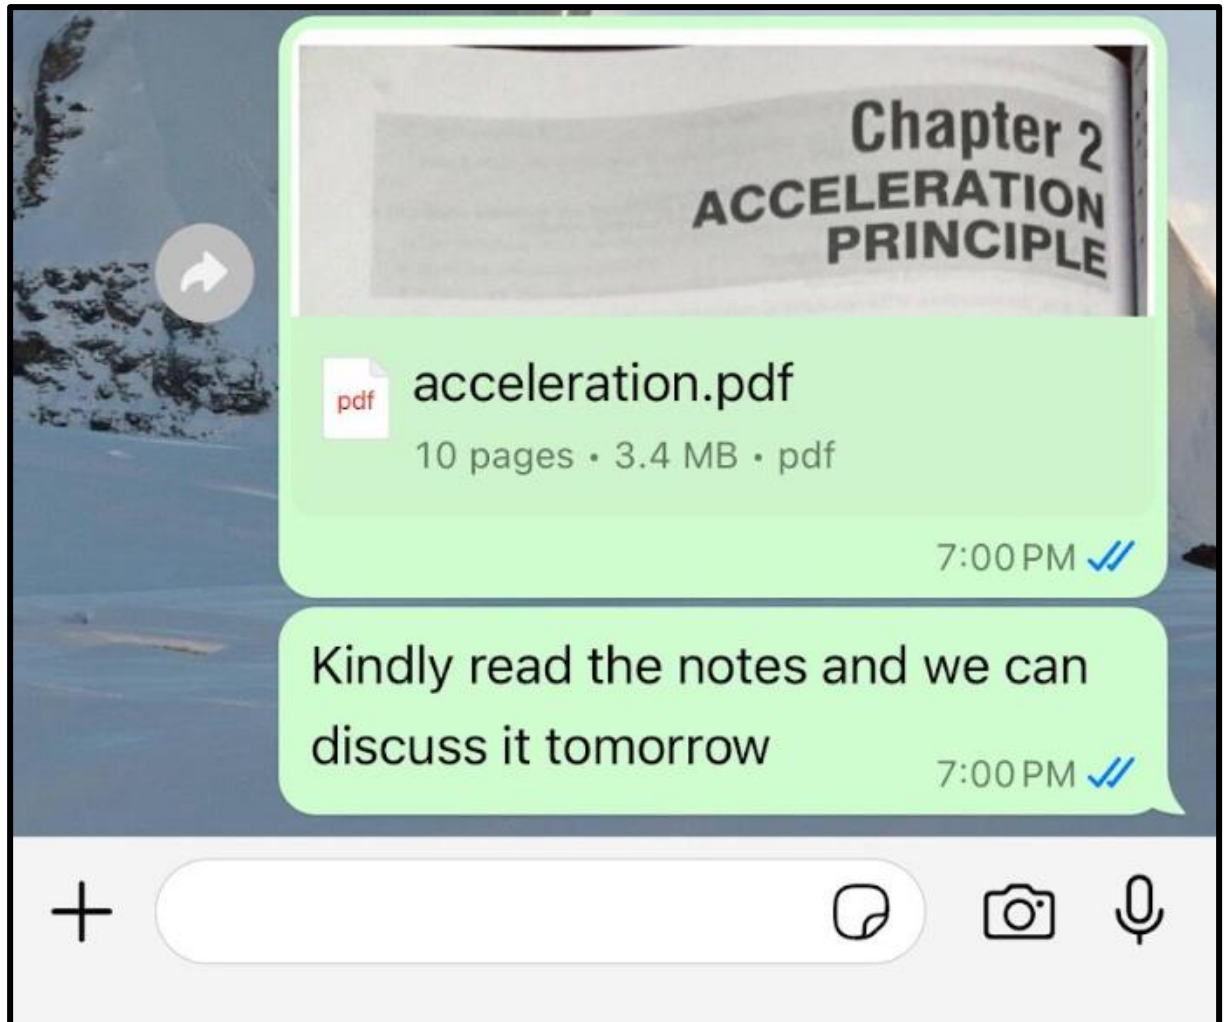 Chapter 2
ACCELERATION
PRINCIPLE
pdf
acceleration.pdf
10 pages • 3.4 MB • pdf
7:00 PM
Kindly read the notes and we can
discuss it tomorrow
7:00 PM